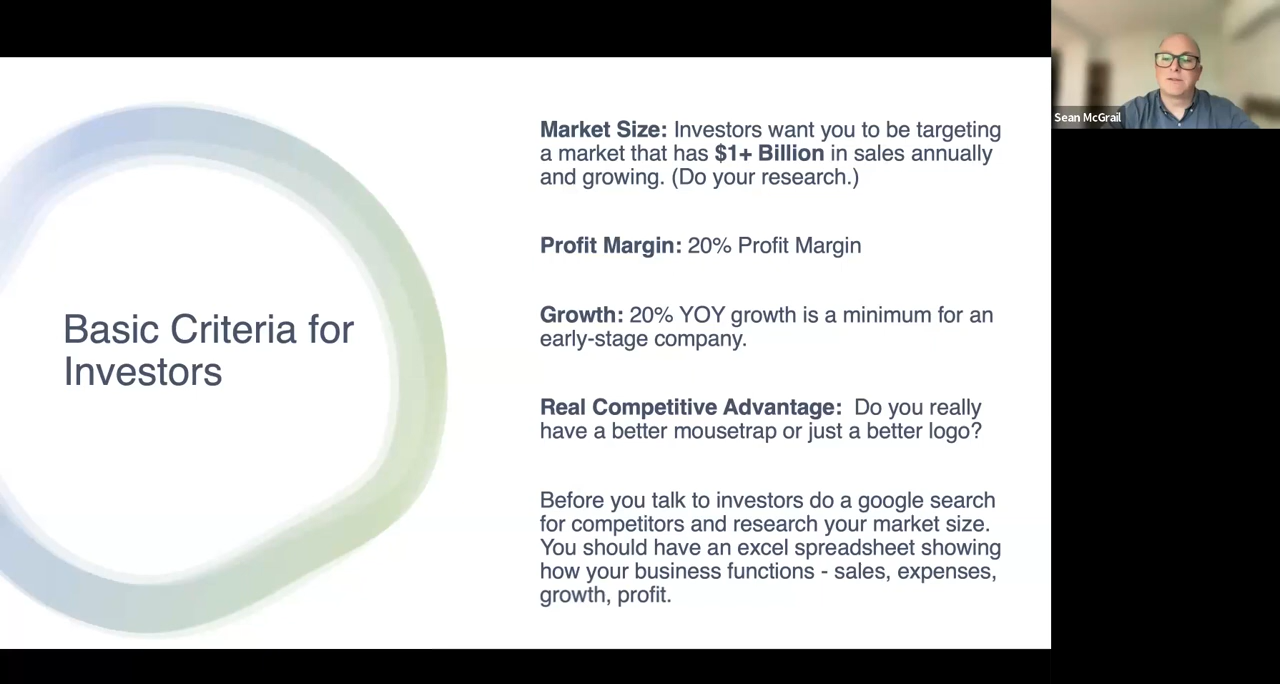 Basic Criteria for
Investors
Market Size: Investors want you to be targeting
a market that has $1+ Billion in sales annually
and growing. (Do your research.)
Profit Margin: 20% Profit Margin
Growth: 20% YOY growth is a minimum for an
early-stage company.
Real Competitive Advantage:  Do you really
have a better mousetrap or just a better logo?
Before you talk to investors do a google search
for competitors and research your market size.
You should have an excel spreadsheet showing
how your business functions - sales, expenses,
growth, profit.
Sean McGrail